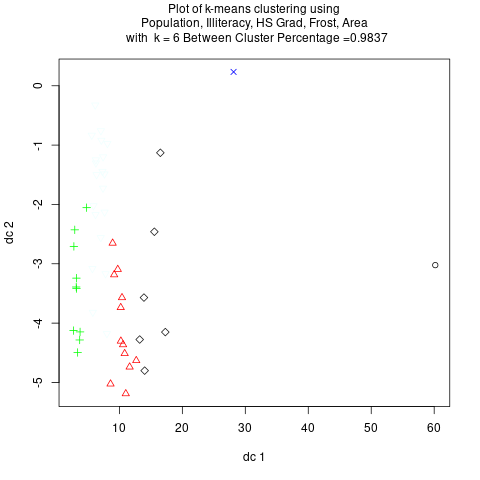 Plot of k-means clustering using
Population, Illiteracy, HS Grad, Frost, Area
with k = 6 Between Cluster Percentage =0.9837
0
-1
-2
-3
-4
-5
dc 2
10 20 30 40 50 60
dc 1